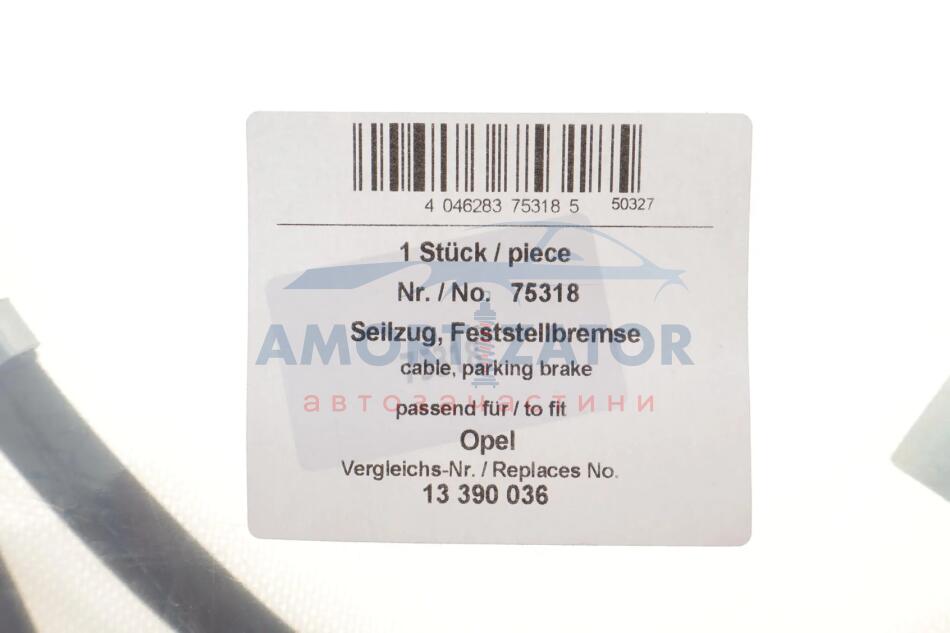 4 046283 75318 5 50327
1 Stück / piece
Nr. / No. 75318
Seilzug, Feststellbremse
AMORTIZATOR
cable, parking brake
автозапчастини
passend für / to fit
Opel
Vergleichs-Nr. / Replaces No.
13 390 036